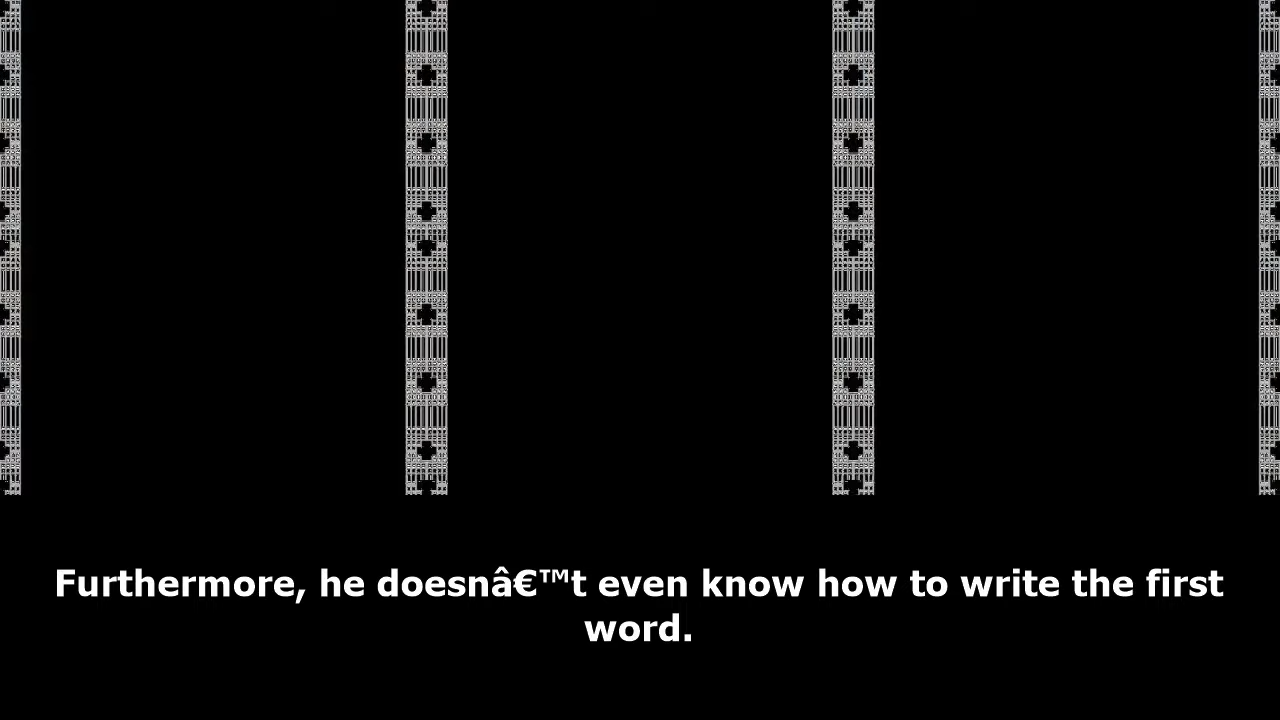 Furthermore, he doesnâ€™t even know how to write the first
word.